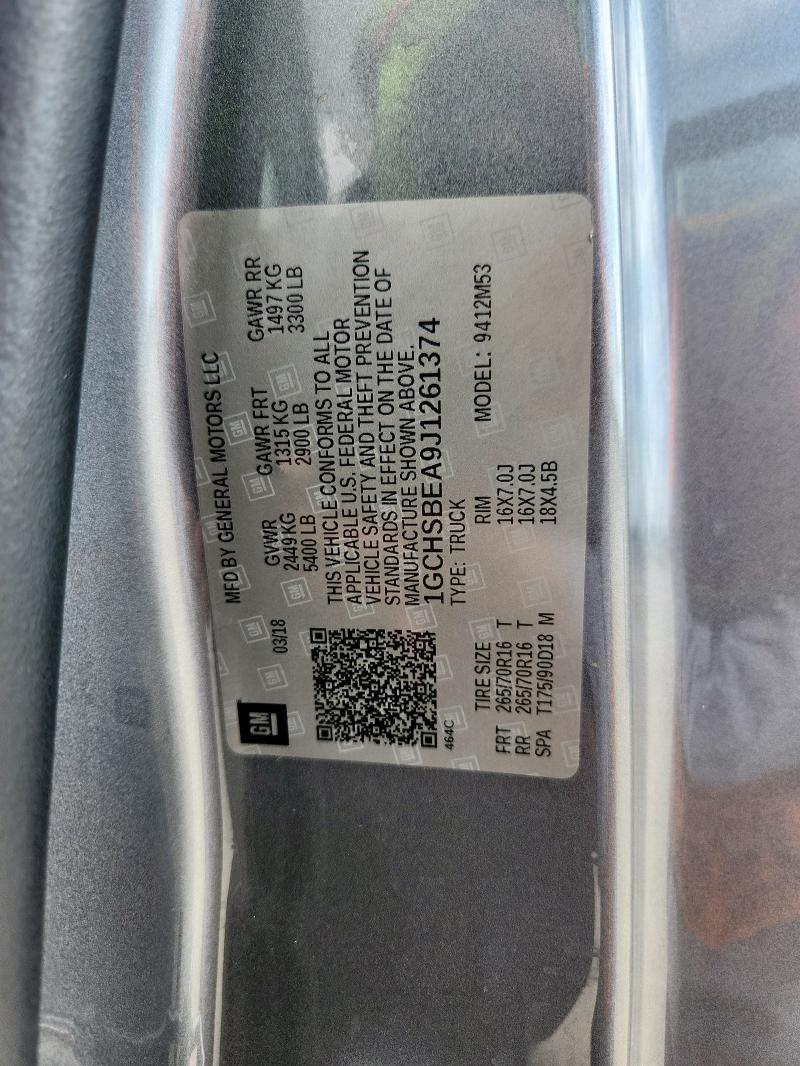 MFD BY GENERAL MOTORS LLC
GM
03/18
GVWR GAWR FRT GAWR RR
2449 KG 1315 KG 1497 KG
5400 LB 2900 LB 3300 LB
THIS VEHICLE CONFORMS TO ALL
APPLICABLE U.S. FEDERAL MOTOR
VEHICLE SAFETY AND THEFT PREVENTION
STANDARDS IN EFFECT ON THE DATE OF
MANUFACTURE SHOWN ABOVE.
1GCHSBEA9J1261374
464C
TYPE: TRUCK
TIRE SIZE RIM MODEL: 9412M53
FRT 265/70R16 T 16X7.0J
RR 265/70R16 T 16X7.0J
SPA T175/90D18 M 18X4.5B